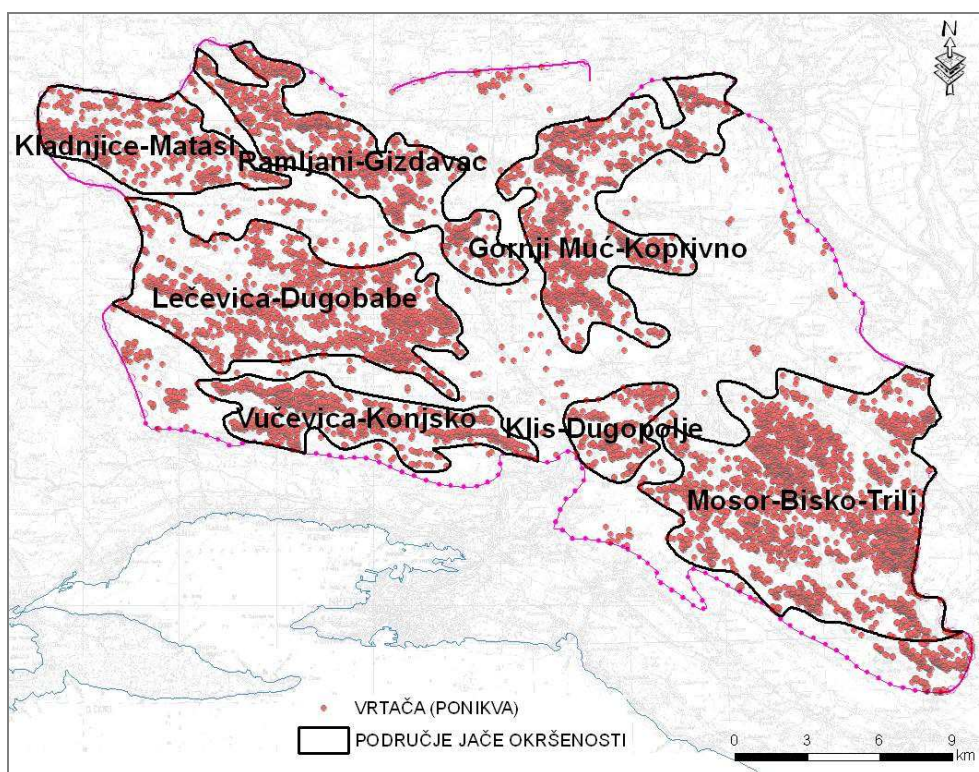 N
Kladnjice-Matasi
Ramljani-Gizdavac
Gornji Muć-Koprivno
Lečevica-Dugobabe
Vučevica-Konjsko
Klis-Dugopolje
Mosor-Bisko-Trilj
VRTAČA (PONIKVA)
PODRUČJE JAČE OKRŠENOSTI
0 3 6 9
km